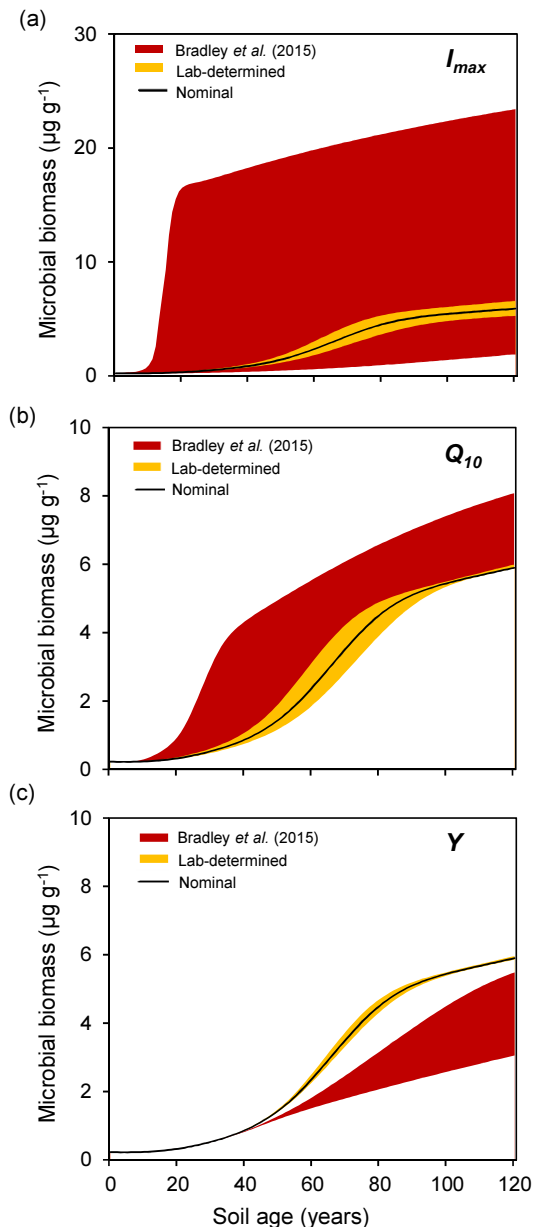 (a)
30
20
10
0
Microbial biomass (µg g⁻¹)
Bradley et al. (2015)
Lab-determined
Nominal
I_max
(b)
10
8
6
4
2
0
Microbial biomass (µg g⁻¹)
Bradley et al. (2015)
Lab-determined
Nominal
Q₁₀
(c)
10
8
6
4
2
0
Microbial biomass (µg g⁻¹)
Bradley et al. (2015)
Lab-determined
Nominal
Y
0 20 40 60 80 100 120
Soil age (years)